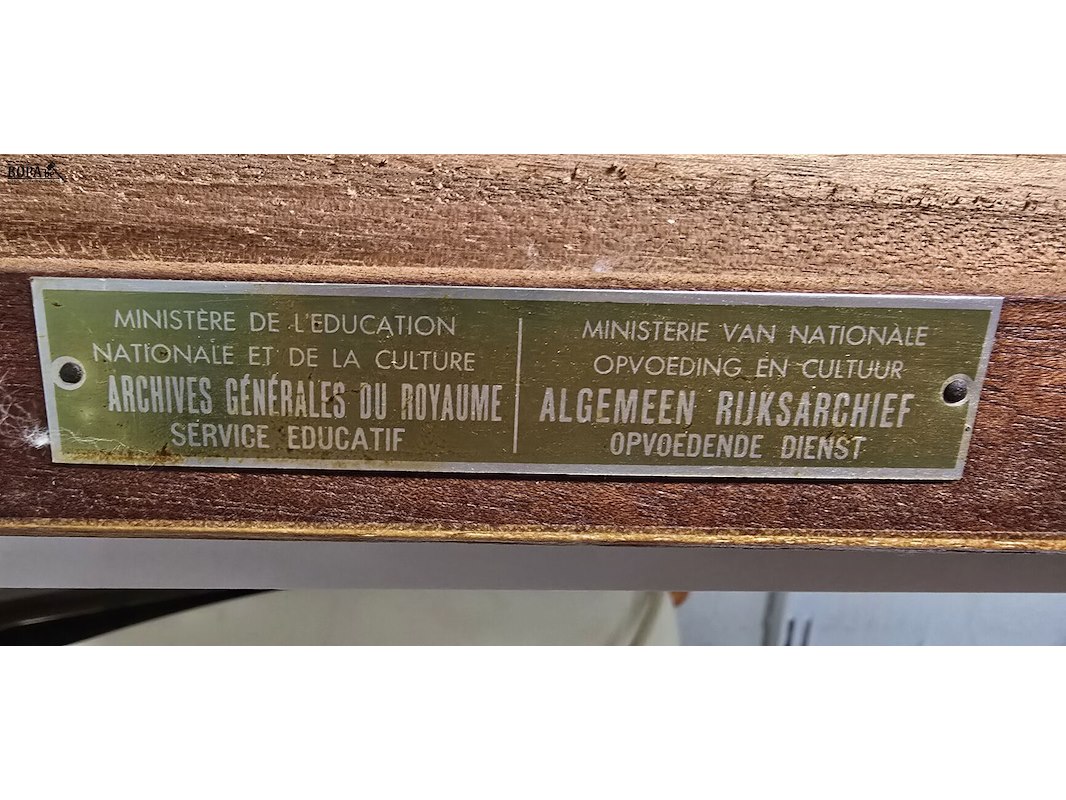 MINISTÈRE DE L'EDUCATION
NATIONALE ET DE LA CULTURE
ARCHIVES GÉNÉRALES DU ROYAUME
SERVICE EDUCATIF
MINISTERIE VAN NATIONALE
OPVOEDING EN CULTUUR
ALGEMEEN RIJKSARCHIEF
OPVOEDENDE DIENST